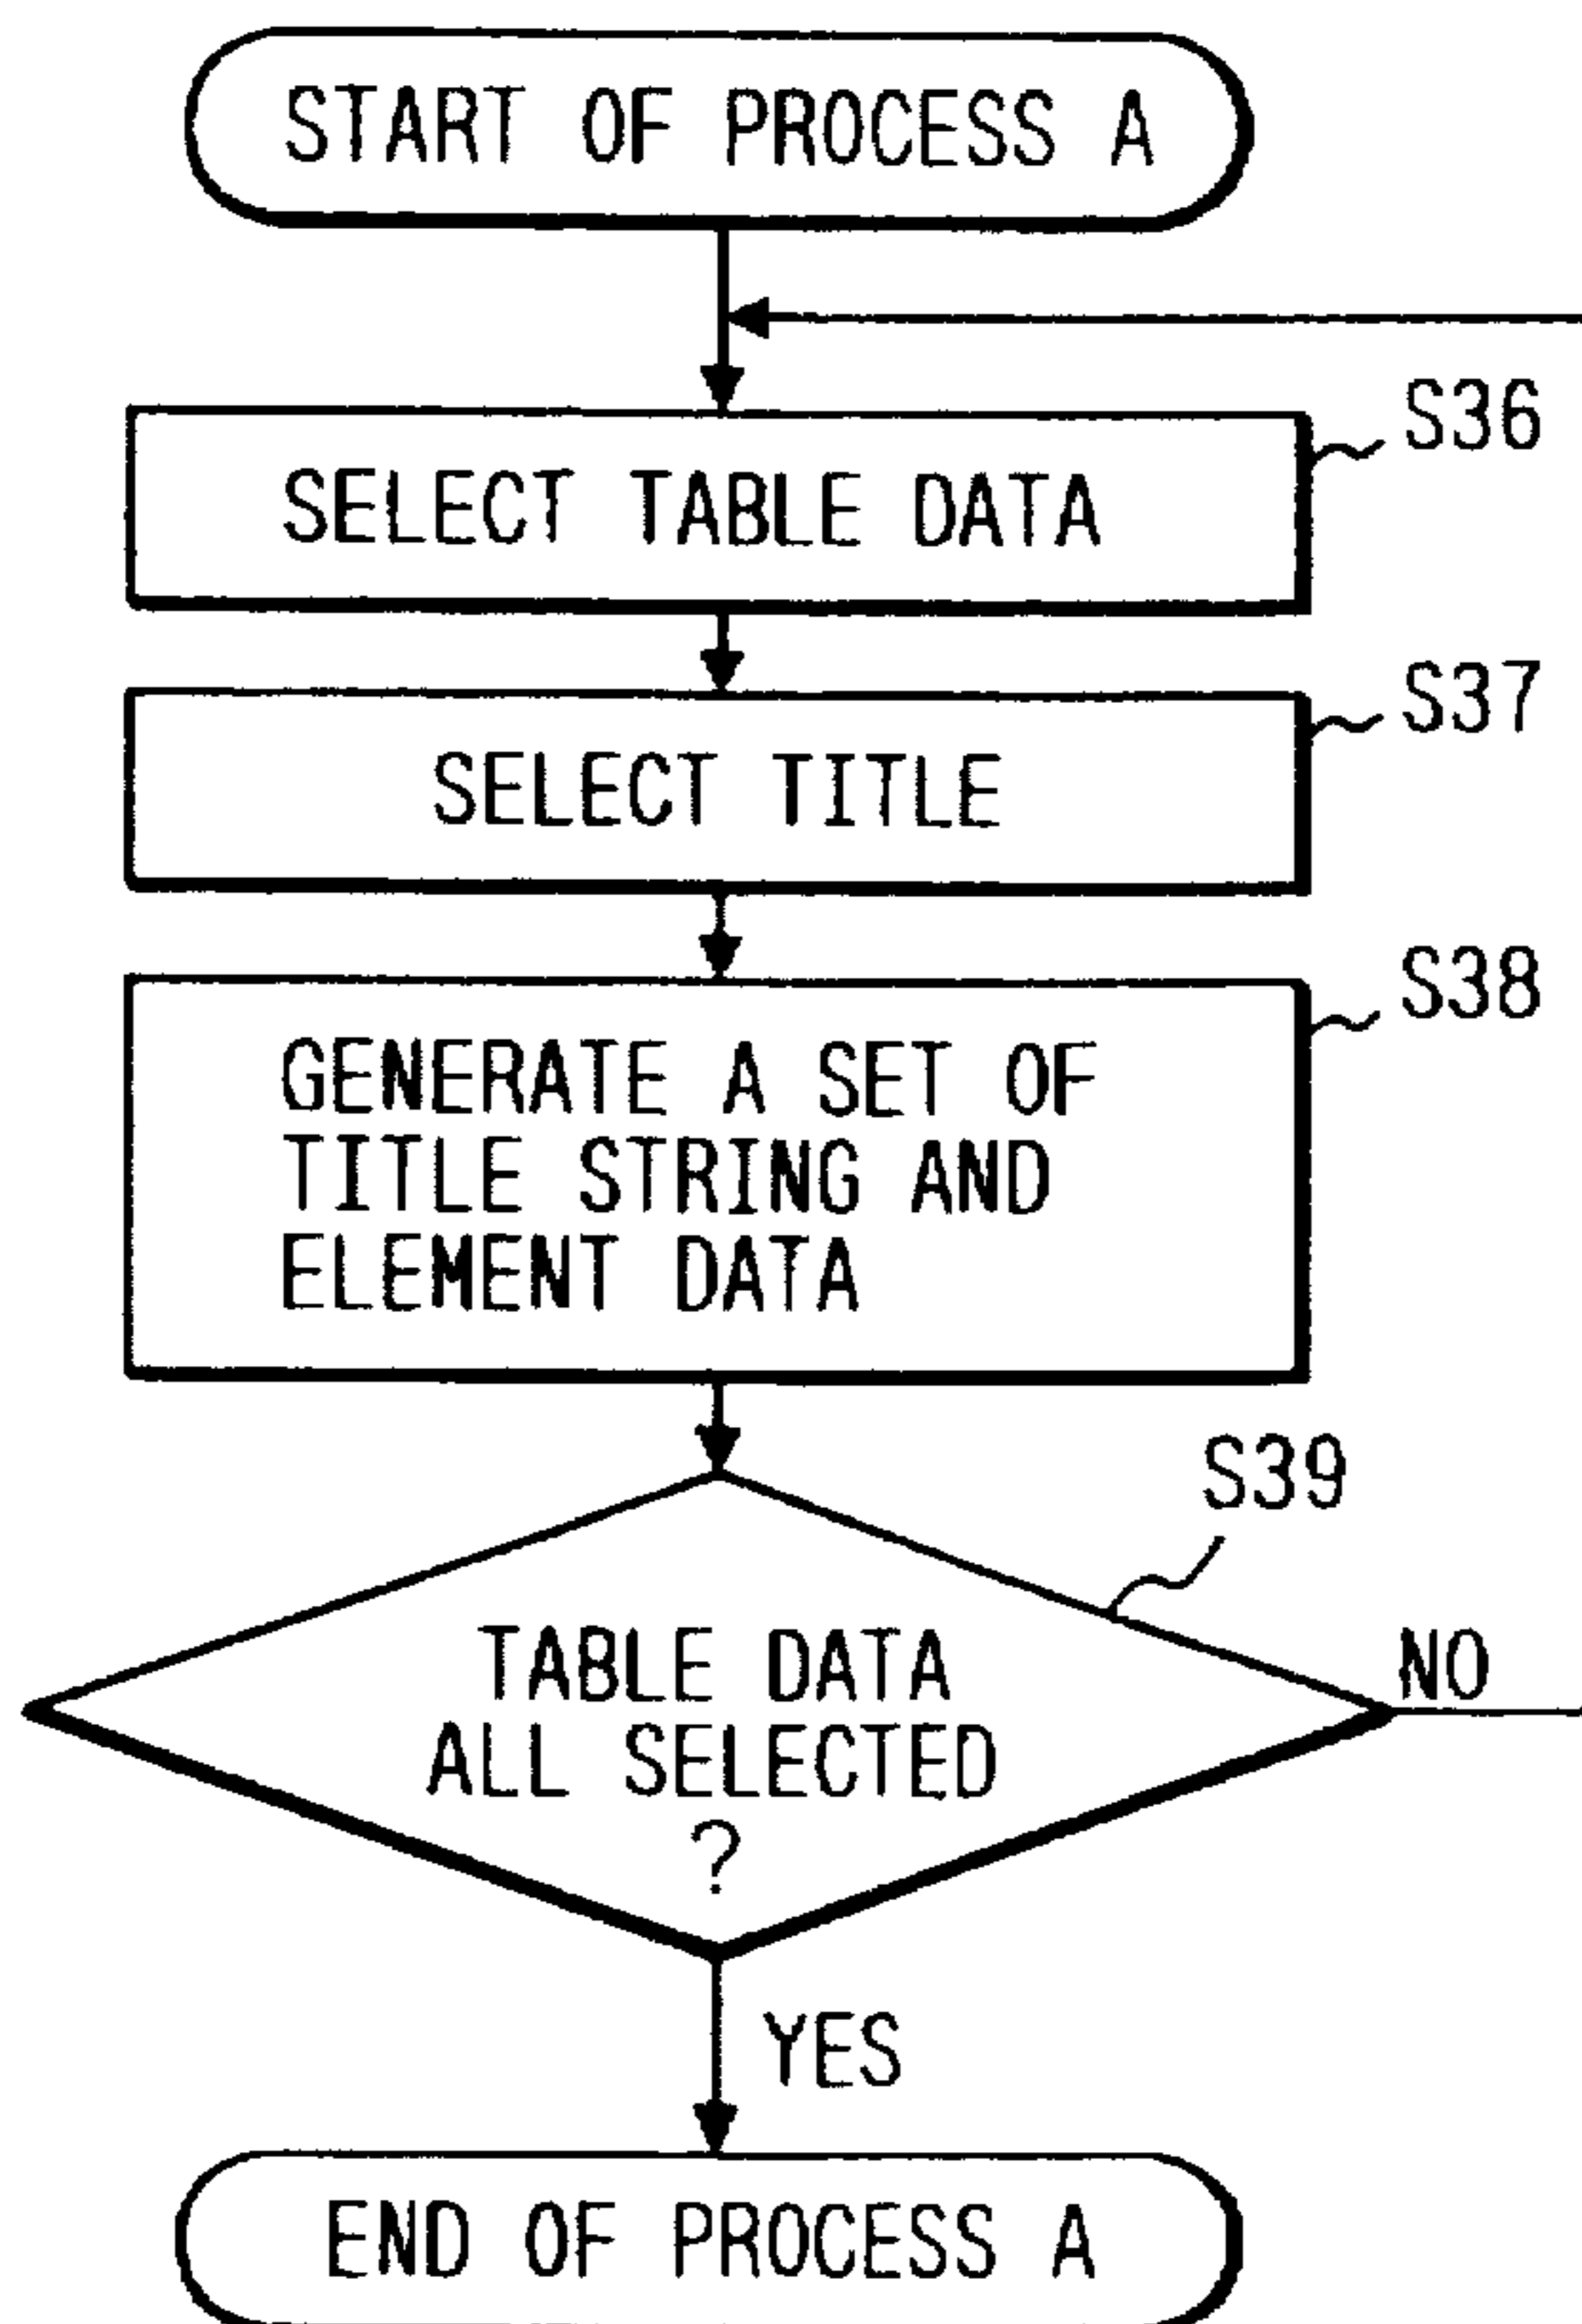 START OF PROCESS A
S36
SELECT TABLE DATA
S37
SELECT TITLE
S38
GENERATE A SET OF
TITLE STRING AND
ELEMENT DATA
S39
TABLE DATA
ALL SELECTED
?
NO
YES
END OF PROCESS A